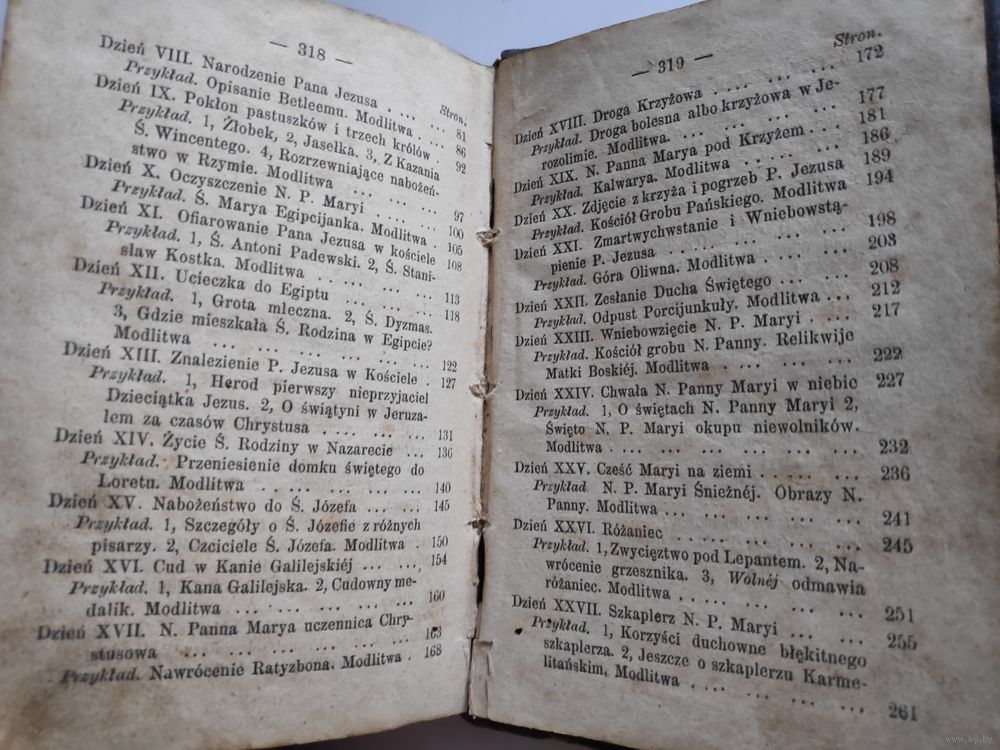 — 318 —
Stron.
Dzień VIII. Narodzenie Pana Jezusa . . . . . 81
Przykład. Opisanie Betleemu. Modlitwa . . . 86
Dzień IX. Pokłon pastuszków i trzech królów . 92
Przykład. 1, Żłobek, 2, Jasełka. 3, Z Kazania
Ś. Wincentego. 4, Rozrzewniające nabożeń-
stwo w Rzymie. Modlitwa ... ... ... 97
Dzień X. Oczyszczenie N. P. Maryi . . . . ... 100
Przykład. Ś. Marya Egipcijanka. Modlitwa . 105
Dzień XI. Ofiarowanie Pana Jezusa w kościele 108
Przykład. 1, Ś. Antoni Padewski. 2, Ś. Stani-
sław Kostka. Modlitwa ... ... ... ... 113
Dzień XII. Ucieczka do Egiptu ... ... ... 118
Przykład. 1, Grota mleczna. 2, Ś. Dyzmas.
3, Gdzie mieszkała Ś. Rodzina w Egipcie?
Modlitwa ... ... ... ... ... ... 122
Dzień XIII. Znalezienie P. Jezusa w Kościele . 127
Przykład. 1, Herod pierwszy nieprzyjaciel
Dzieciątka Jezus. 2, O świątyni w Jeruza-
lem za czasów Chrystusa ... ... ... 131
Dzień XIV. Życie Ś. Rodziny w Nazarecie ... 136
Przykład. Przeniesienie domku świętego do
Loretu. Modlitwa ... ... ... ... ... 140
Dzień XV. Nabożeństwo do Ś. Józefa ... ... 145
Przykład. 1, Szczegóły o Ś. Józefie z różnych
pisarzy. 2, Czciciele Ś. Józefa. Modlitwa . 150
Dzień XVI. Cud w Kanie Galilejskiéj ... ... 154
Przykład. 1, Kana Galilejska. 2, Cudowny me-
dalik. Modlitwa ... ... ... ... ... 160
Dzień XVII. N. Panna Marya uczennica Chry-
stusowa ... ... ... ... ... ... 163
Przykład. Nawrócenie Ratyzbona. Modlitwa . 168
— 319 —
Stron.
Dzień XVIII. Droga Krzyżowa . . . . ... ... 172
Przykład. Droga bolesna albo krzyżowa w Je-
rozolimie. Modlitwa. ... ... ... ... 177
Dzień XIX. N. Panna Marya pod Krzyżem . . . 181
Przykład. Kalwarya. Modlitwa . . . . . ... 186
Dzień XX. Zdjęcie z krzyża i pogrzeb P. Jezusa 189
Przykład. Kościół Grobu Pańskiego. Modlitwa 194
Dzień XXI. Zmartwychwstanie i Wniebowstą-
pienie P. Jezusa ... ... ... ... ... 198
Przykład. Góra Oliwna. Modlitwa . . . . ... 203
Dzień XXII. Zesłanie Ducha Świętego ... ... 208
Przykład. Odpust Porcijunkuły. Modlitwa . . . 212
Dzień XXIII. Wniebowzięcie N. P. Maryi . ... 217
Przykład. Kościół grobu N. Panny. Relikwije
Matki Boskiéj. Modlitwa ... ... ... 222
Dzień XXIV. Chwała N. Panny Maryi w niebie 227
Przykład. 1, O świętach N. Panny Maryi 2,
Święto N. P. Maryi okupu niewolników.
Modlitwa . ... ... ... ... ... ... 232
Dzień XXV. Cześć Maryi na ziemi . ... ... 236
Przykład. N. P. Maryi Śnieżnéj. Obrazy N.
Panny. Modlitwa ... ... ... ... ... 241
Dzień XXVI. Różaniec ... ... ... ... ... 245
Przykład. 1, Zwycięztwo pod Lepantem. 2, Na-
wrócenie grzesznika. 3, Wolnéj odmawia
różaniec. Modlitwa . ... ... ... ... 251
Dzień XXVII. Szkaplerz N. P. Maryi ... ... 255
Przykład. 1, Korzyści duchowne błękitnego
szkaplerza. 2, Jeszcze o szkaplerzu Karme-
litańskim. Modlitwa ... ... ... ... 261
www.ay.by